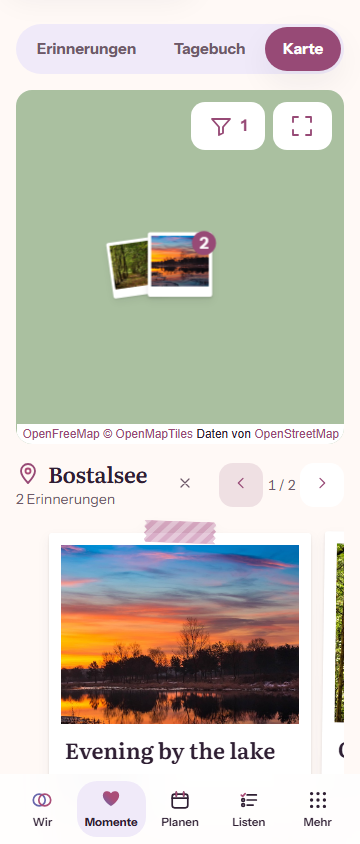 Erinnerungen Tagebuch Karte
1
2
OpenFreeMap © OpenMapTiles Daten von OpenStreetMap
Bostalsee
2 Erinnerungen
1 / 2
Evening by the lake
Wir Momente Planen Listen Mehr